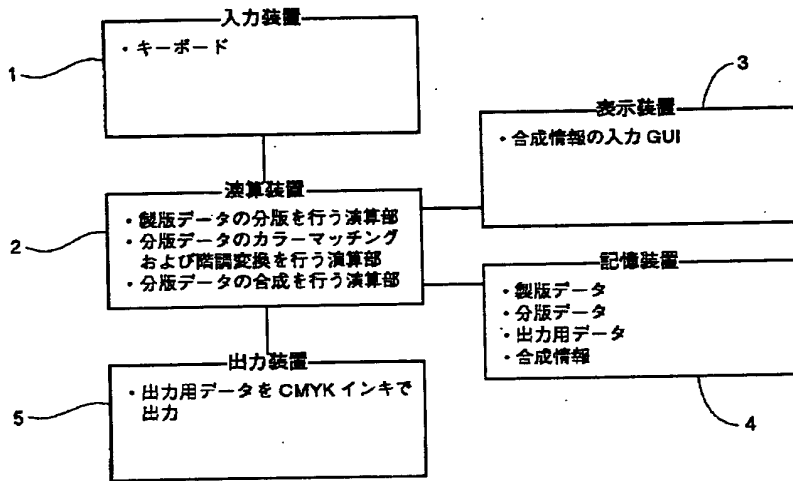 入力装置
1
・キーボード
3
表示装置
・合成情報の入力 GUI
演算装置
2
・製版データの分版を行う演算部
・分版データのカラーマッチング
および階調変換を行う演算部
・分版データの合成を行う演算部
記憶装置
・製版データ
・分版データ
・出力用データ
・合成情報
4
出力装置
5
・出力用データを CMYK インキで
出力